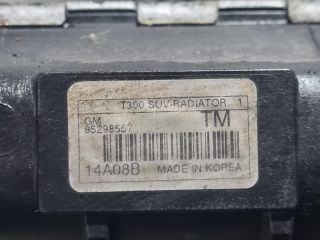 T300 SUV-RADIATOR 1
GM TM
95298557
14A08B MADE IN KOREA